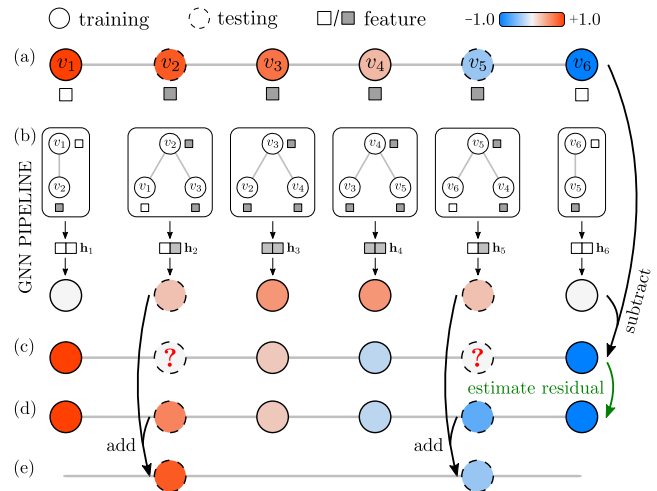 training testing / feature −1.0 +1.0
(a) v1 v2 v3 v4 v5 v6
(b) v1 v2 v3 v4 v5 v6
v2 v1 v3 v2 v4 v3 v5 v6 v4 v5
GNN PIPELINE
h1 h2 h3 h4 h5 h6
subtract
(c) ? ?
estimate residual
(d)
add add
(e)